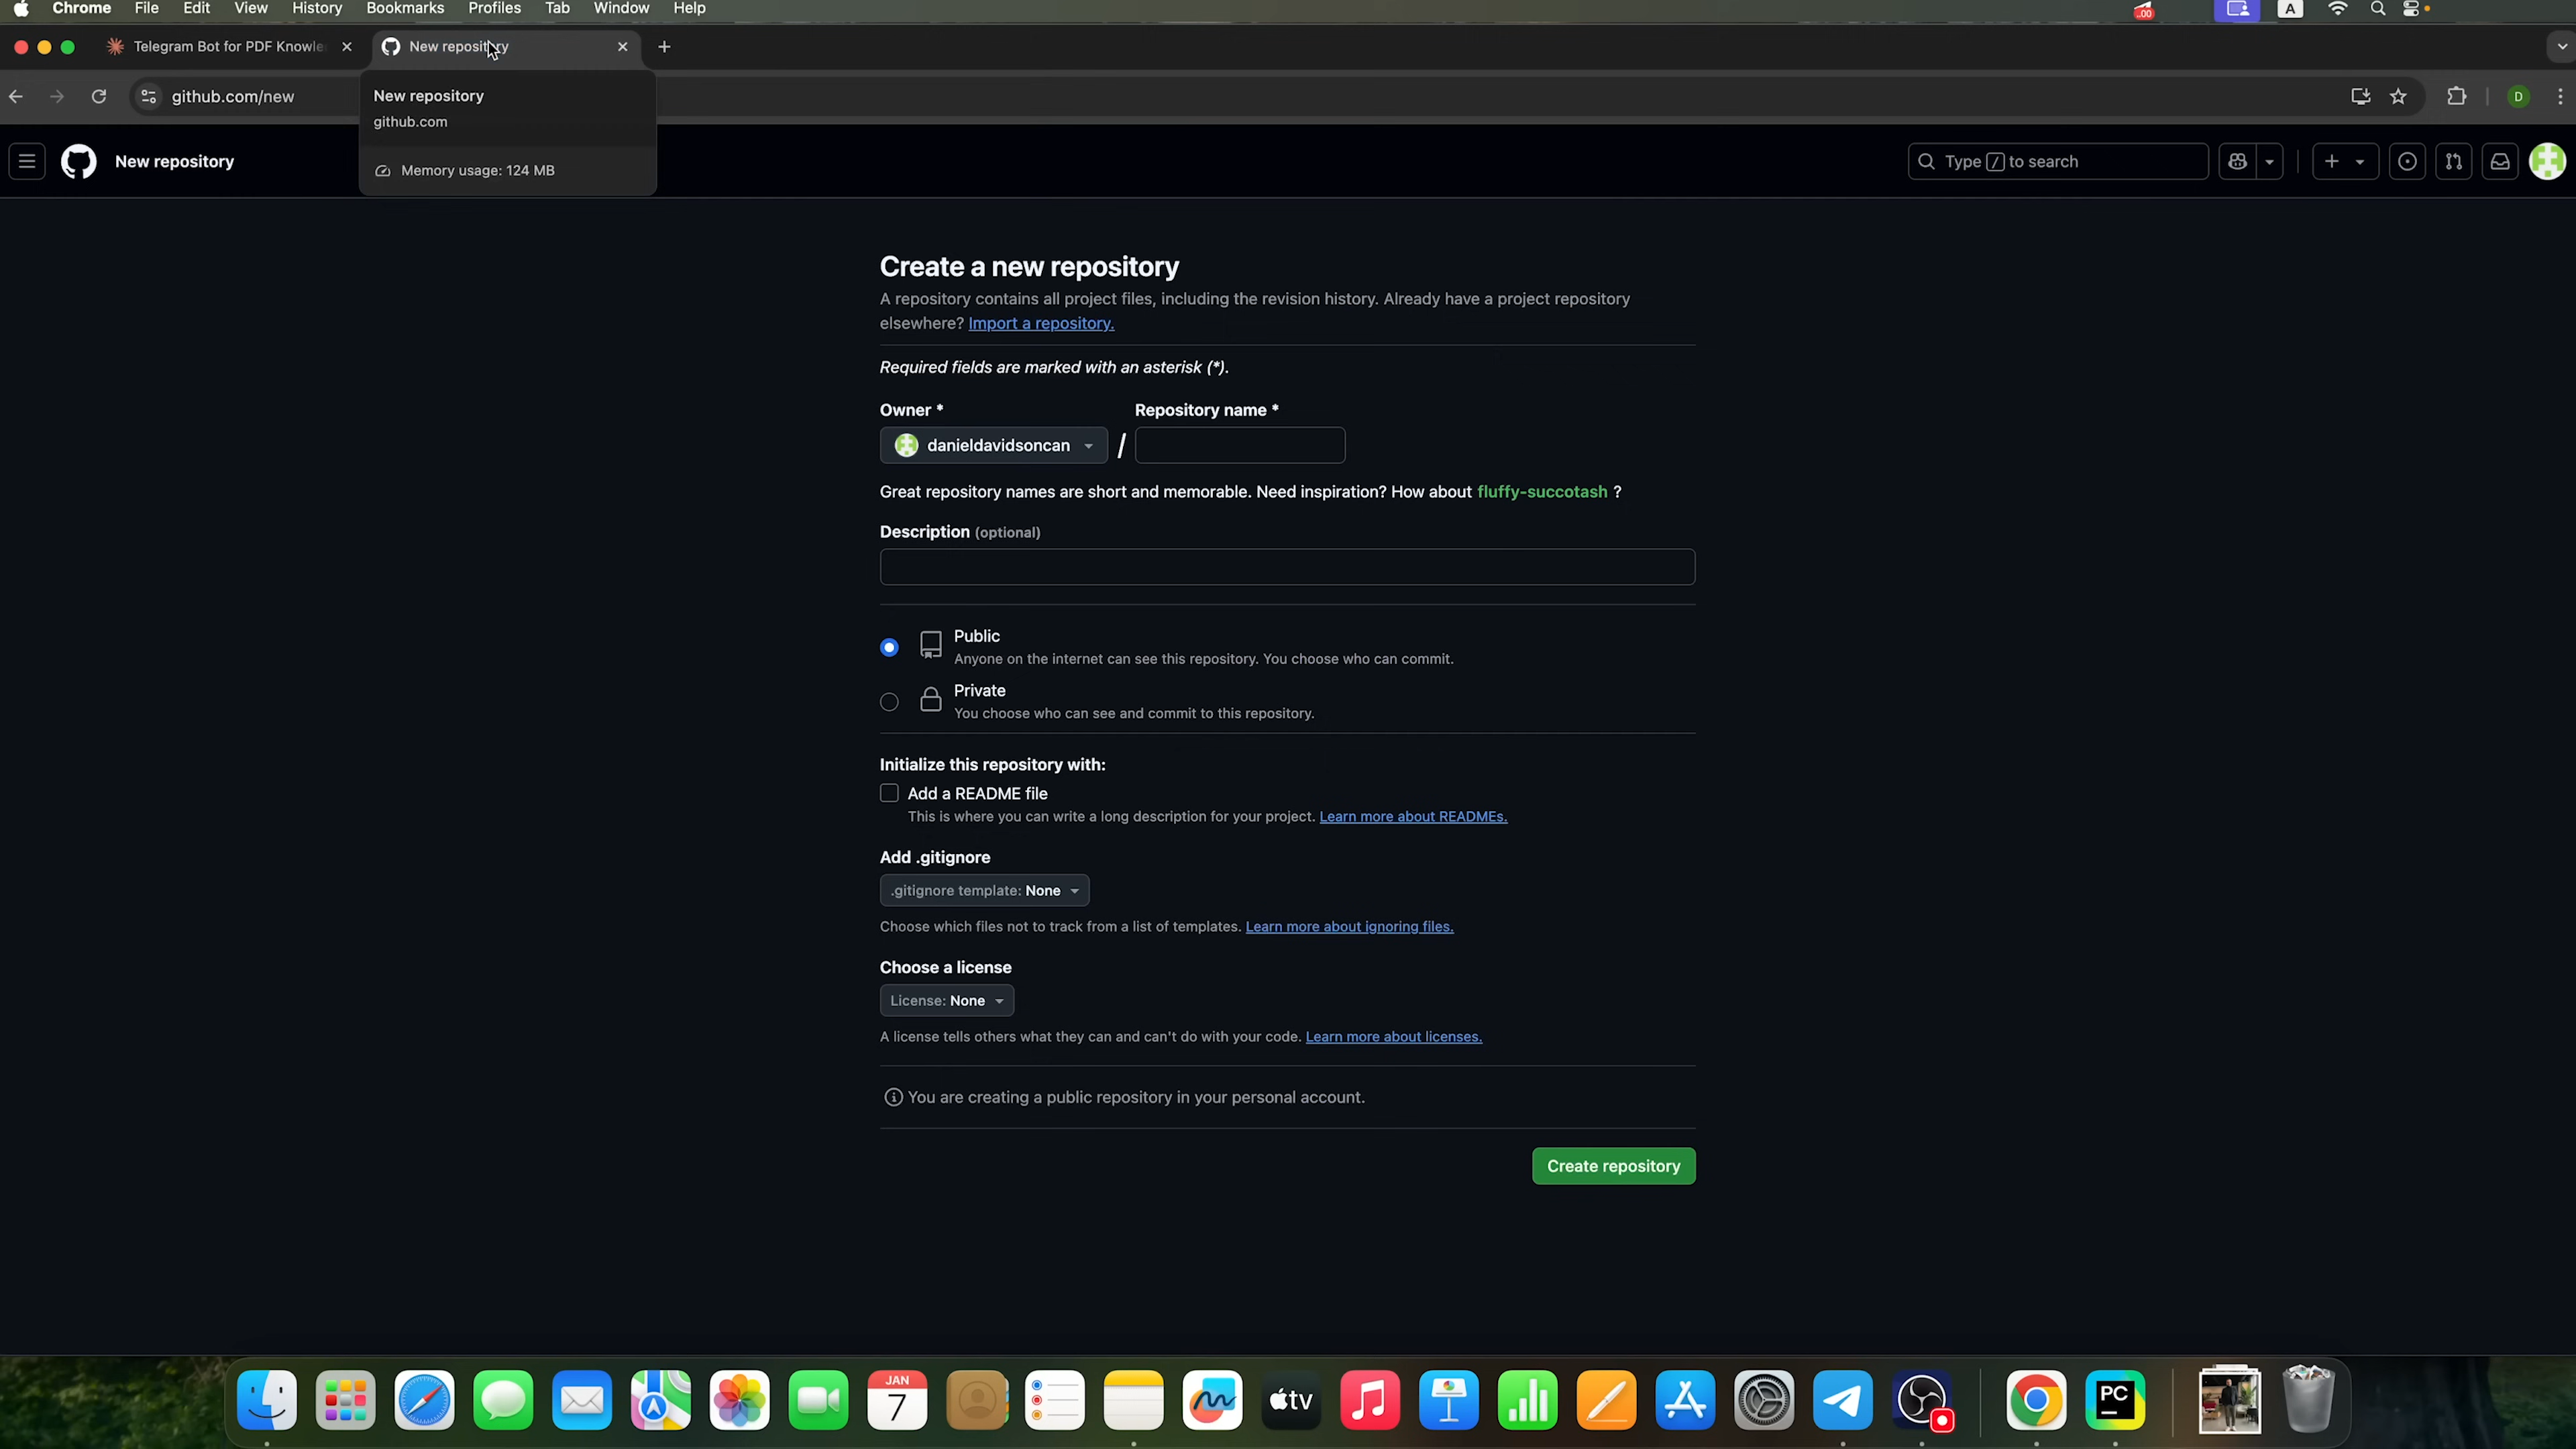 Chrome File Edit View History Bookmarks Profiles Tab Window Help
.00 A
Telegram Bot for PDF Knowle
New repository
github.com/new
D
New repository
github.com
Memory usage: 124 MB
New repository
Type / to search
Create a new repository
A repository contains all project files, including the revision history. Already have a project repository
elsewhere? Import a repository.
Required fields are marked with an asterisk (*).
Owner * Repository name *
danieldavidsoncan /
Great repository names are short and memorable. Need inspiration? How about fluffy-succotash ?
Description (optional)
Public
Anyone on the internet can see this repository. You choose who can commit.
Private
You choose who can see and commit to this repository.
Initialize this repository with:
Add a README file
This is where you can write a long description for your project. Learn more about READMEs.
Add .gitignore
.gitignore template: None
Choose which files not to track from a list of templates. Learn more about ignoring files.
Choose a license
License: None
A license tells others what they can and can't do with your code. Learn more about licenses.
You are creating a public repository in your personal account.
Create repository
JAN
7
tv
PC